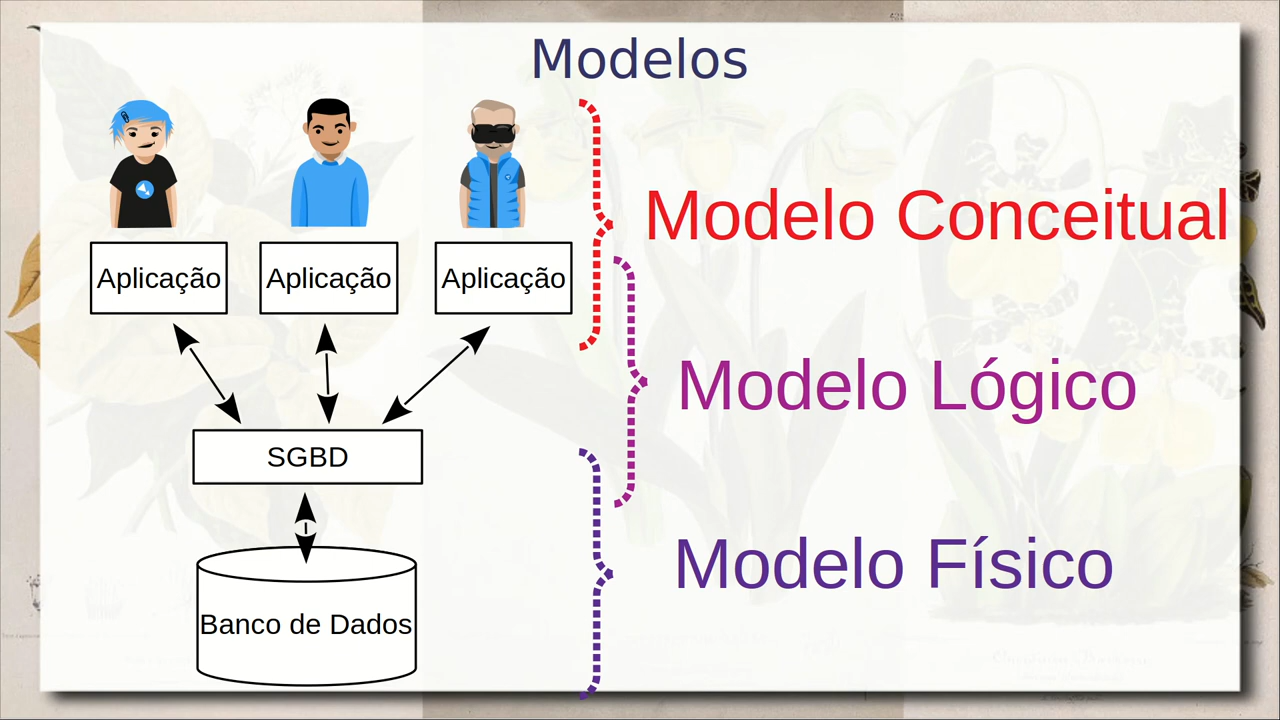 Modelos
Modelo Conceitual
Aplicação
Aplicação
Aplicação
Modelo Lógico
SGBD
Modelo Físico
Banco de Dados